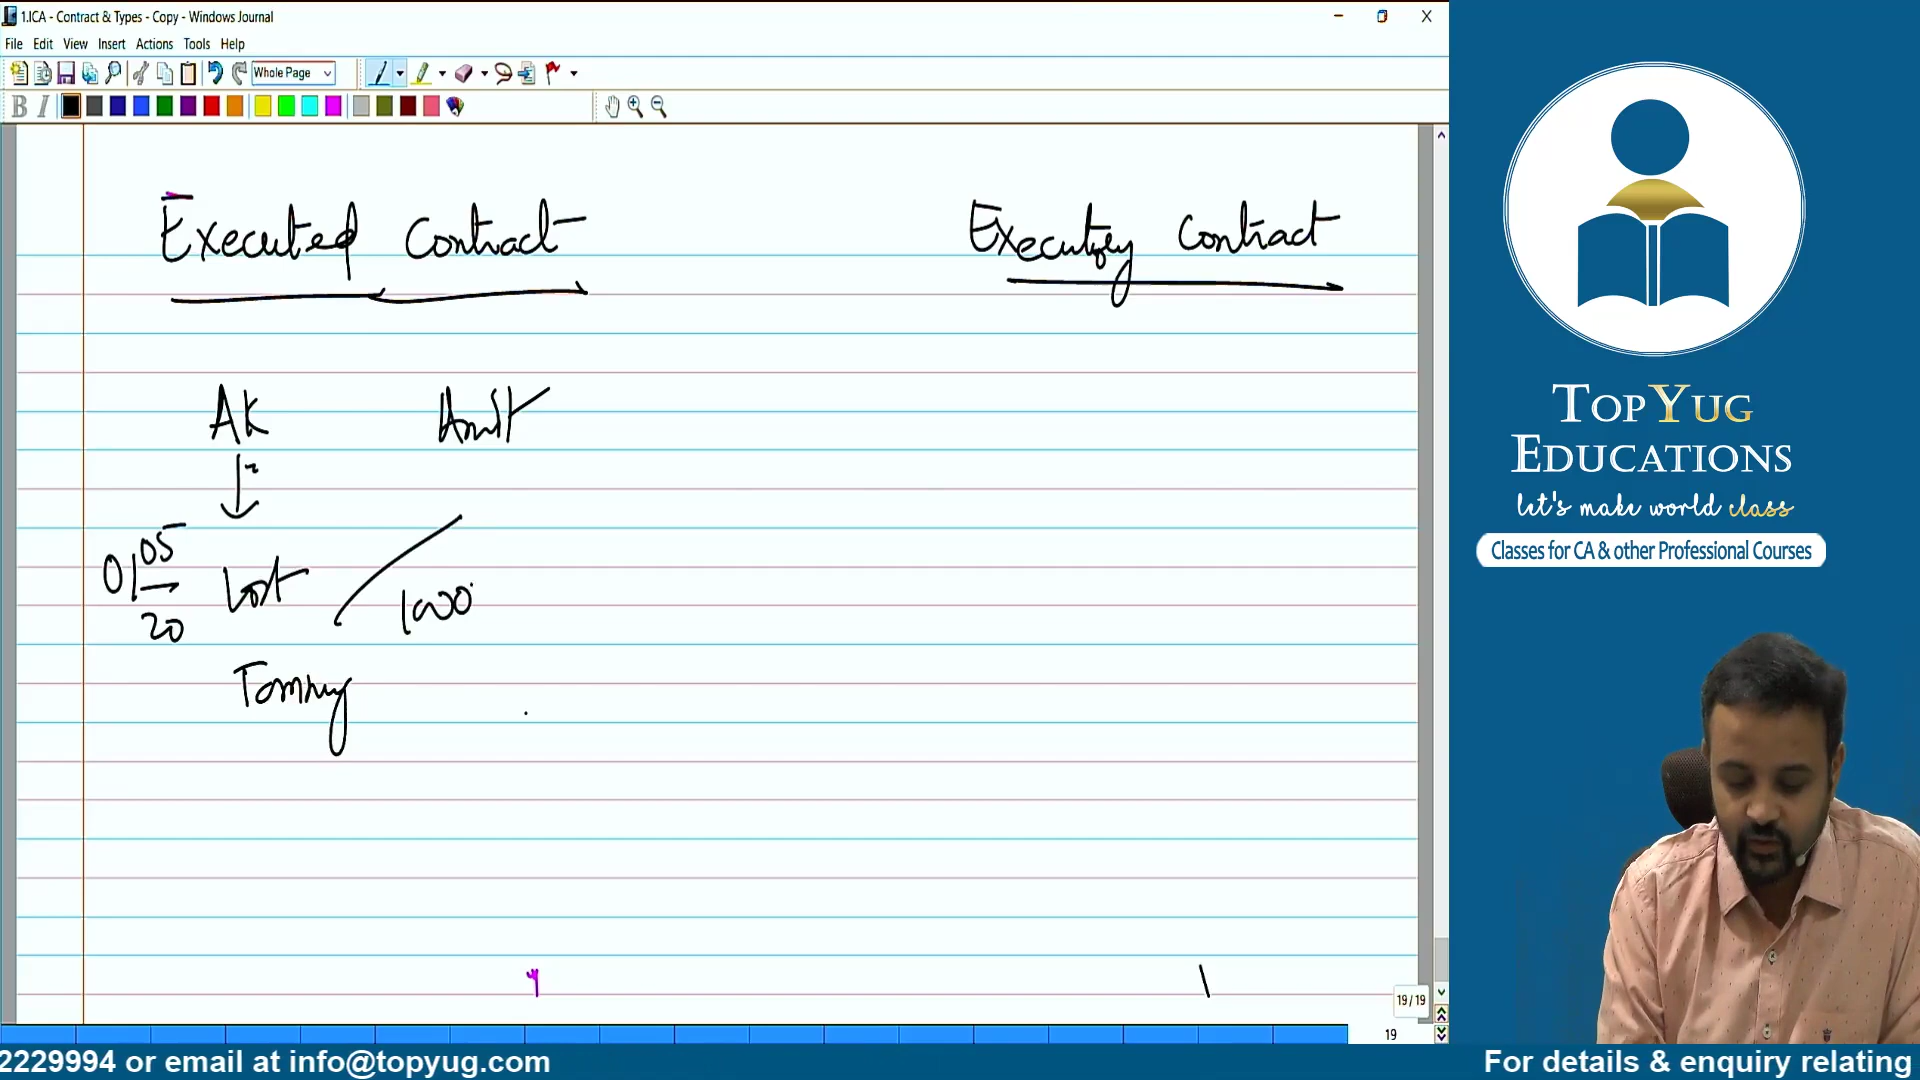 1.ICA - Contract & Types - Copy - Windows Journal
File Edit View Insert Actions Tools Help
Whole Page
B I
Executed Contract
Executory Contract
AK Amit
01/05/20 Lost 1000
Tommy
19 / 19
19
TOPYUG
EDUCATIONS
let's make world class
Classes for CA & other Professional Courses
2229994 or email at info@topyug.com
For details & enquiry relating